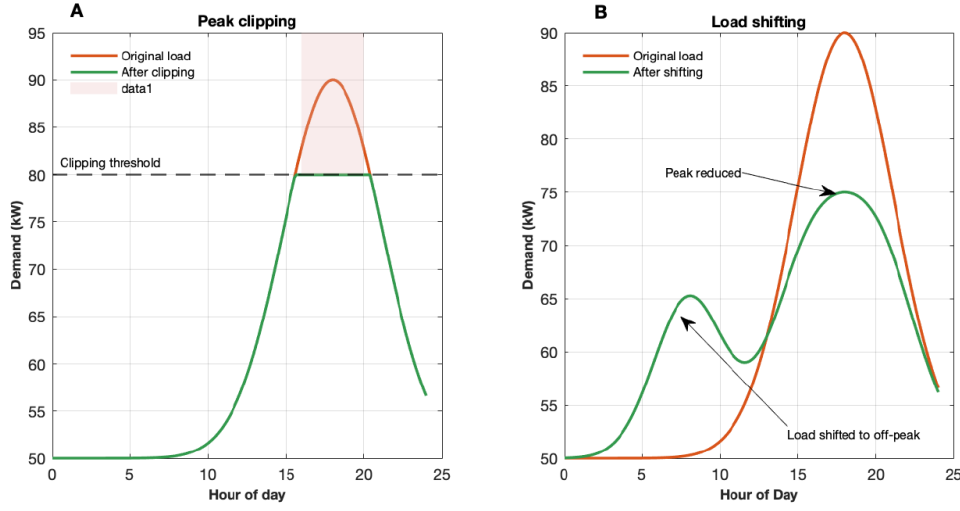 A
Peak clipping
Original load
After clipping
data1
Clipping threshold
95
90
85
80
75
70
65
60
55
50
Demand (kW)
0 5 10 15 20 25
Hour of day
B
Load shifting
Original load
After shifting
Peak reduced
Load shifted to off-peak
90
85
80
75
70
65
60
55
50
Demand (kW)
0 5 10 15 20 25
Hour of Day